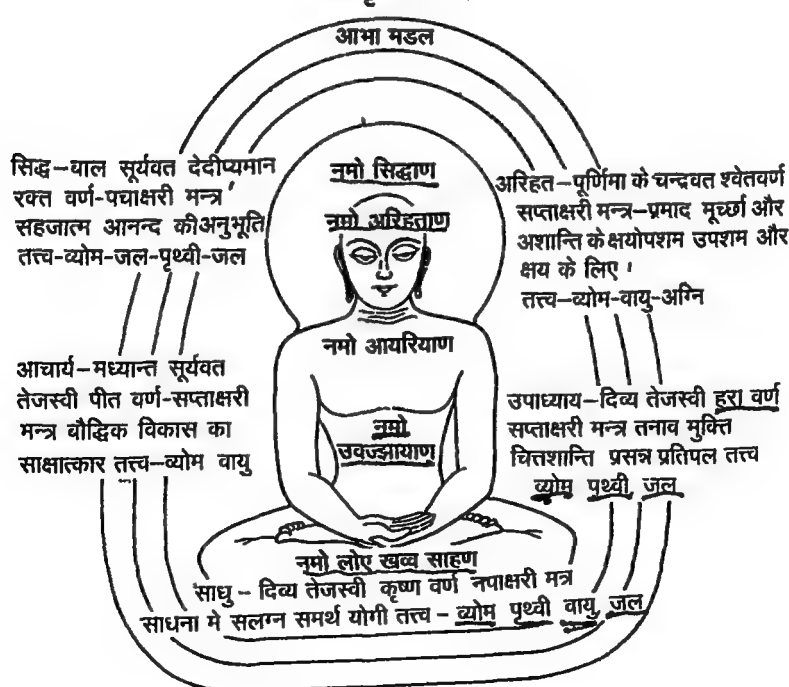 आभा मडल
सिद्ध–वाल सूर्यवत देदीप्यमान
रक्त वर्ण-पचाक्षरी मन्त्र
सहजात्म आनन्द की अनुभूति
तत्त्व-व्योम-जल-पृथ्वी-जल
नमो सिद्धाण
नमो अरिहताण
अरिहत–पूर्णिमा के चन्द्रवत श्वेतवर्ण
सप्ताक्षरी मन्त्र–प्रमाद मूर्च्छा और
अशान्ति के क्षयोपशम उपशम और
क्षय के लिए ।
तत्त्व–व्योम-वायु-अग्नि
नमो आयरियाण
आचार्य–मध्यान्त सूर्यवत
तेजस्वी पीत वर्ण-सप्ताक्षरी
मन्त्र वौद्धिक विकास का
साक्षात्कार तत्त्व–व्योम वायु
नमो
उवज्झायाण
उपाध्याय–दिव्य तेजस्वी हरा वर्ण
सप्ताक्षरी मन्त्र तनाव मुक्ति
चित्तशान्ति प्रसन्न प्रतिपल तत्त्व
व्योम पृथ्वी जल
नमो लोए खव्व साहण
साधु – दिव्य तेजस्वी कृष्ण वर्ण नपाक्षरी मत्र
साधना मे सलग्न समर्थ योगी तत्त्व – व्योम पृथ्वी वायु जल